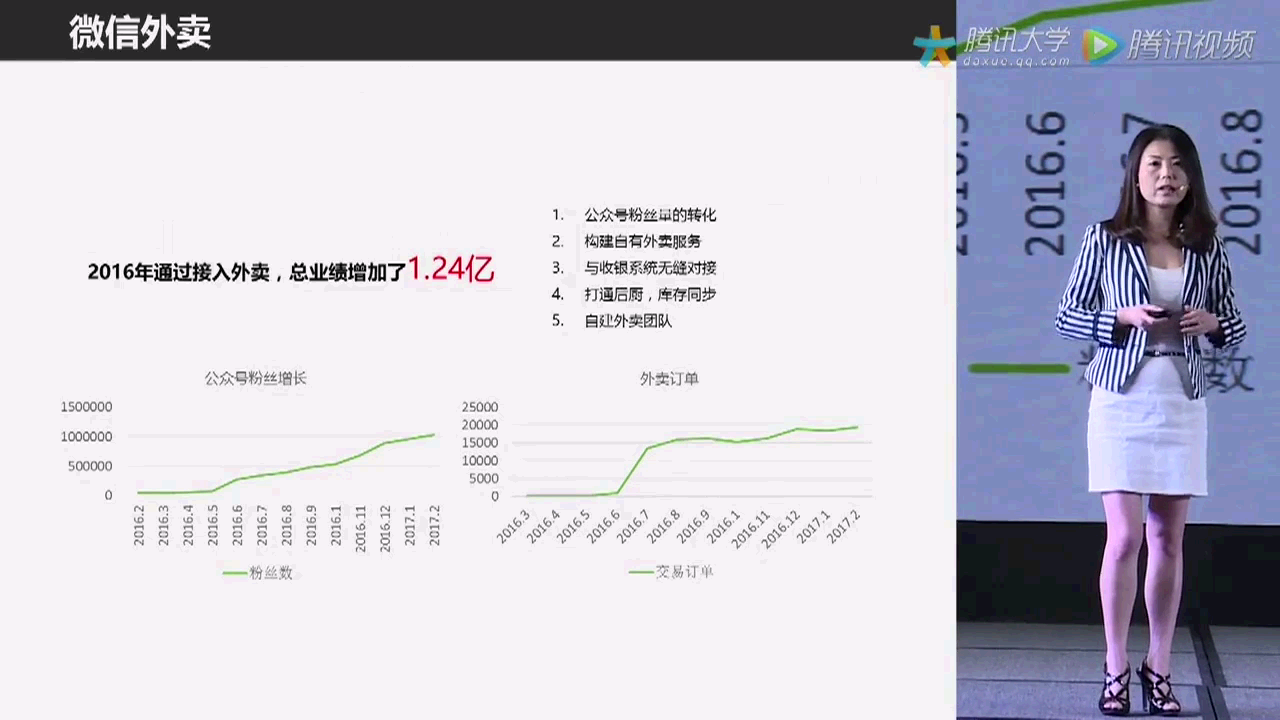 微信外卖
腾讯大学
daxue.qq.com
腾讯视频
2016年通过接入外卖，总业绩增加了1.24亿
1. 公众号粉丝量的转化
2. 构建自有外卖服务
3. 与收银系统无缝对接
4. 打通后厨，库存同步
5. 自建外卖团队
公众号粉丝增长
1500000
1000000
500000
0
2016.2
2016.3
2016.4
2016.5
2016.6
2016.7
2016.8
2016.9
2016.1
2016.11
2016.12
2017.1
2017.2
粉丝数
外卖订单
25000
20000
15000
10000
5000
0
2016.3
2016.4
2016.5
2016.6
2016.7
2016.8
2016.9
2016.1
2016.11
2016.12
2017.1
2017.2
交易订单
2016.6
2016.8
数